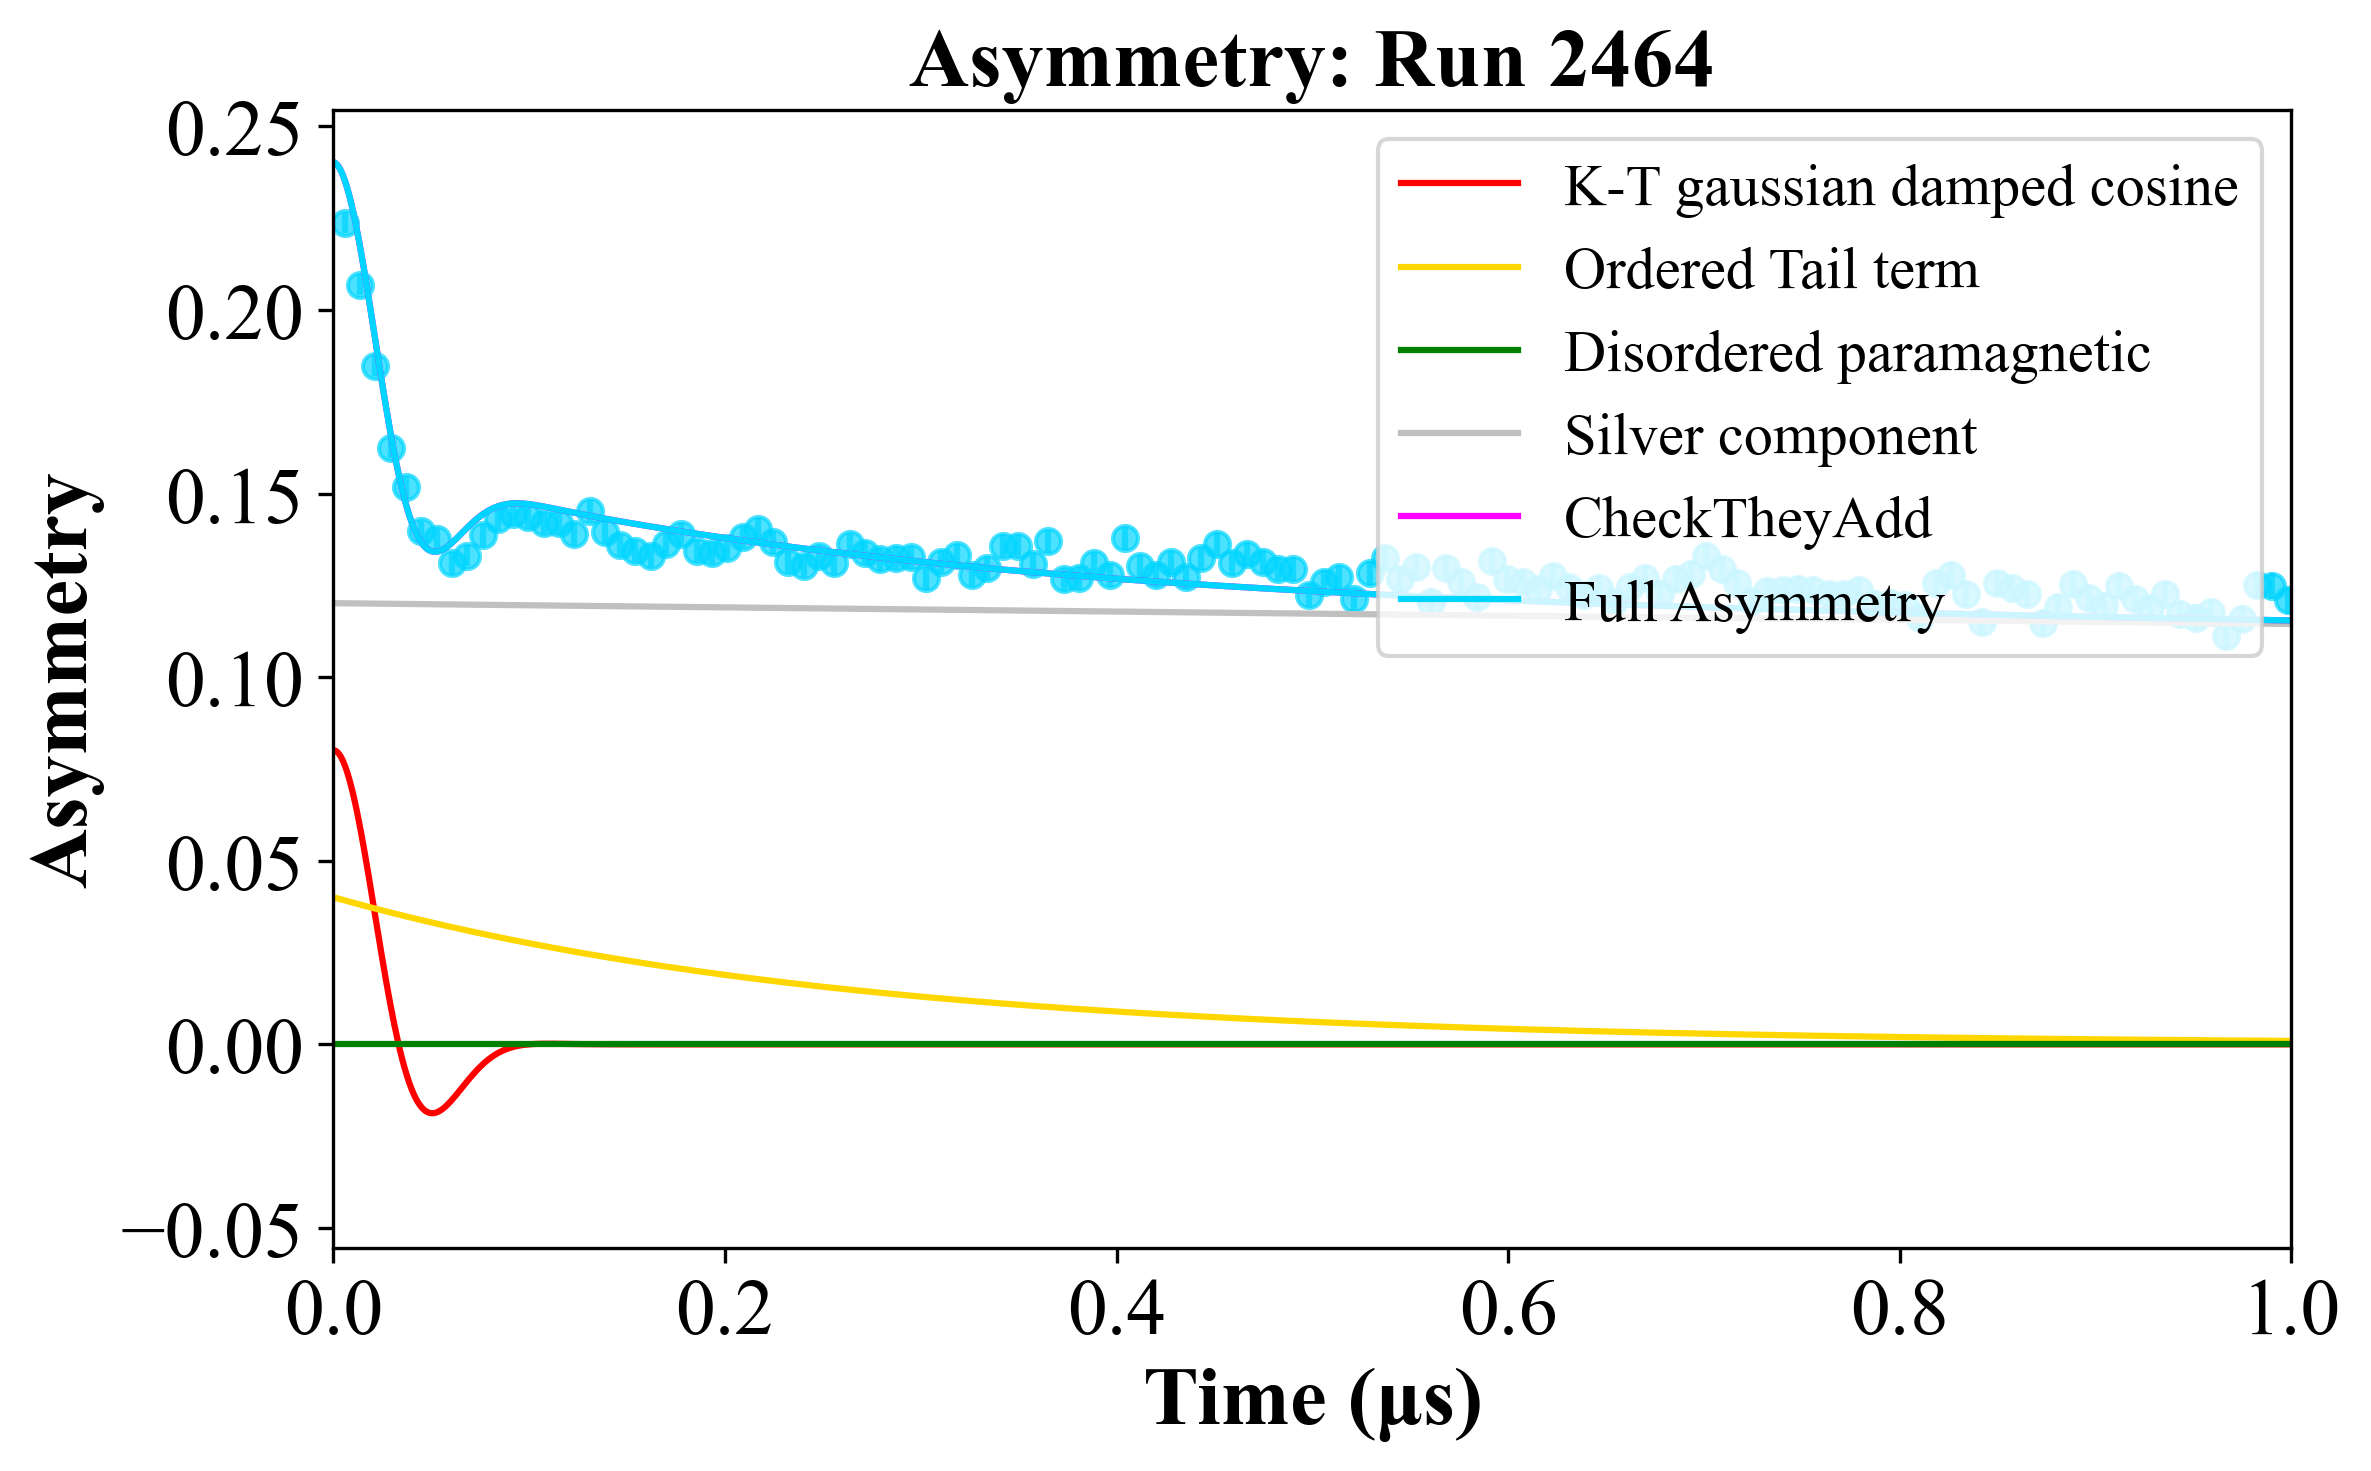 Asymmetry: Run 2464
0.25
0.20
0.15
0.10
0.05
0.00
−0.05
Asymmetry
K-T gaussian damped cosine
Ordered Tail term
Disordered paramagnetic
Silver component
CheckTheyAdd
Full Asymmetry
0.0 0.2 0.4 0.6 0.8 1.0
Time (μs)